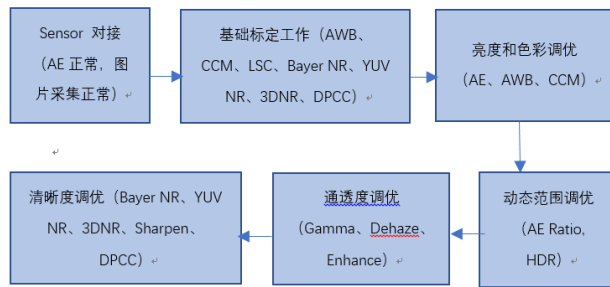 Sensor 对接
（AE 正常，图
片采集正常）
基础标定工作（AWB、
CCM、LSC、Bayer NR、YUV
NR、3DNR、DPCC）
亮度和色彩调优
（AE、AWB、CCM）
动态范围调优
（AE Ratio,
HDR）
通透度调优
（Gamma、Dehaze、
Enhance）
清晰度调优（Bayer NR、YUV
NR、3DNR、Sharpen、
DPCC）